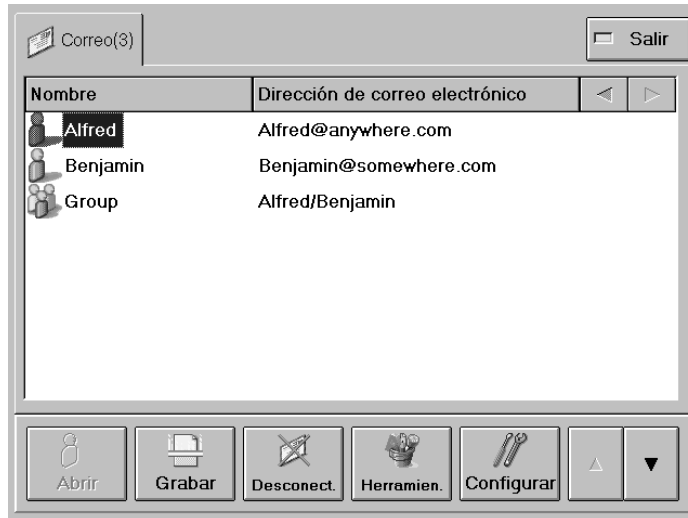 Correo(3)
Salir
Nombre Dirección de correo electrónico
Alfred Alfred@anywhere.com
Benjamin Benjamin@somewhere.com
Group Alfred/Benjamin
Abrir Grabar Desconect. Herramien. Configurar